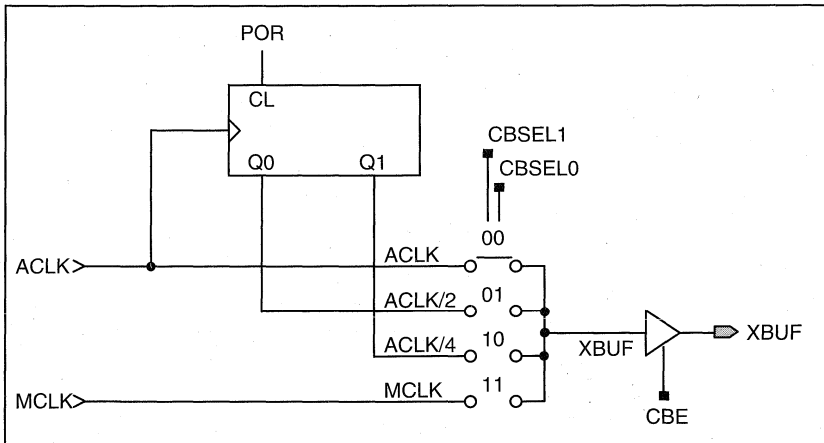 POR
CL
CBSEL1
CBSEL0
Q0 Q1
00
ACLK ACLK
ACLK/2 01
ACLK/4 10
XBUF XBUF
MCLK MCLK 11
CBE